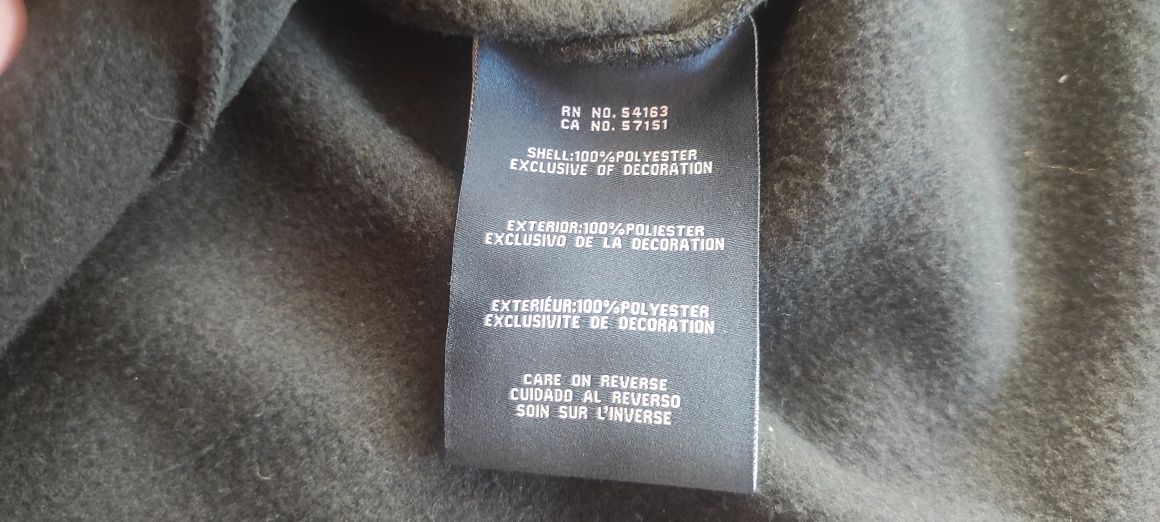 RN NO. 54163
CA NO. 57151
SHELL:100%POLYESTER
EXCLUSIVE OF DECORATION
EXTERIOR:100%POLIESTER
EXCLUSIVO DE LA DECORATION
EXTERIÉUR:100%POLYESTER
EXCLUSIVITE DE DECORATION
CARE ON REVERSE
CUIDADO AL REVERSO
SOIN SUR L'INVERSE